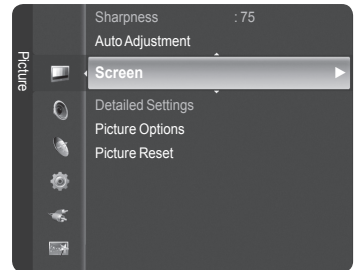 Picture
Sharpness : 75
Auto Adjustment
Screen
Detailed Settings
Picture Options
Picture Reset